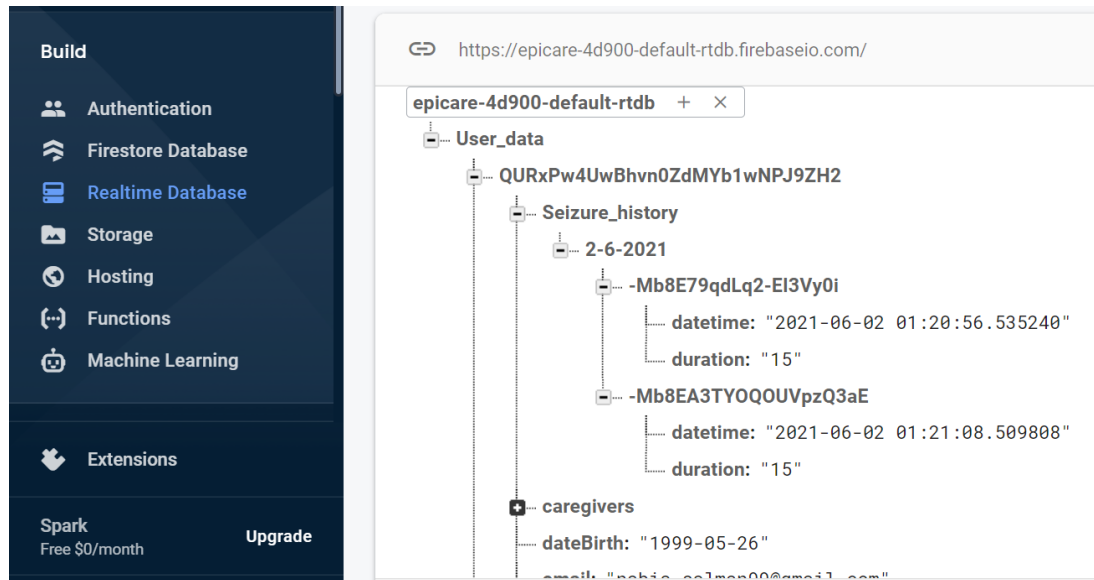 Build
Authentication
Firestore Database
Realtime Database
Storage
Hosting
Functions
Machine Learning
Extensions
Spark
Free $0/month
Upgrade
https://epicare-4d900-default-rtdb.firebaseio.com/
epicare-4d900-default-rtdb
User_data
QURxPw4UwBhvn0ZdMYb1wNPJ9ZH2
Seizure_history
2-6-2021
-Mb8E79qdLq2-EI3Vy0i
datetime: "2021-06-02 01:20:56.535240"
duration: "15"
-Mb8EA3TYOQOUVpzQ3aE
datetime: "2021-06-02 01:21:08.509808"
duration: "15"
caregivers
dateBirth: "1999-05-26"